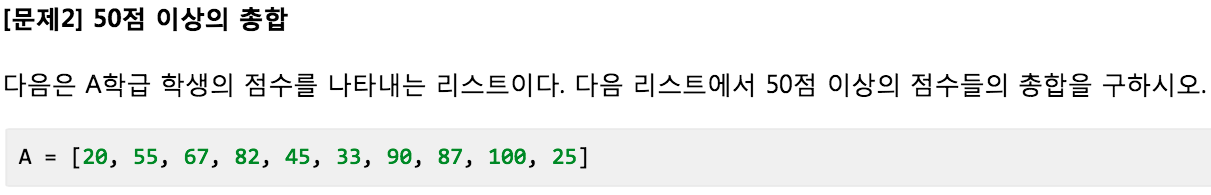 [문제2] 50점 이상의 총합
다음은 A학급 학생의 점수를 나타내는 리스트이다. 다음 리스트에서 50점 이상의 점수들의 총합을 구하시오.
A = [20, 55, 67, 82, 45, 33, 90, 87, 100, 25]